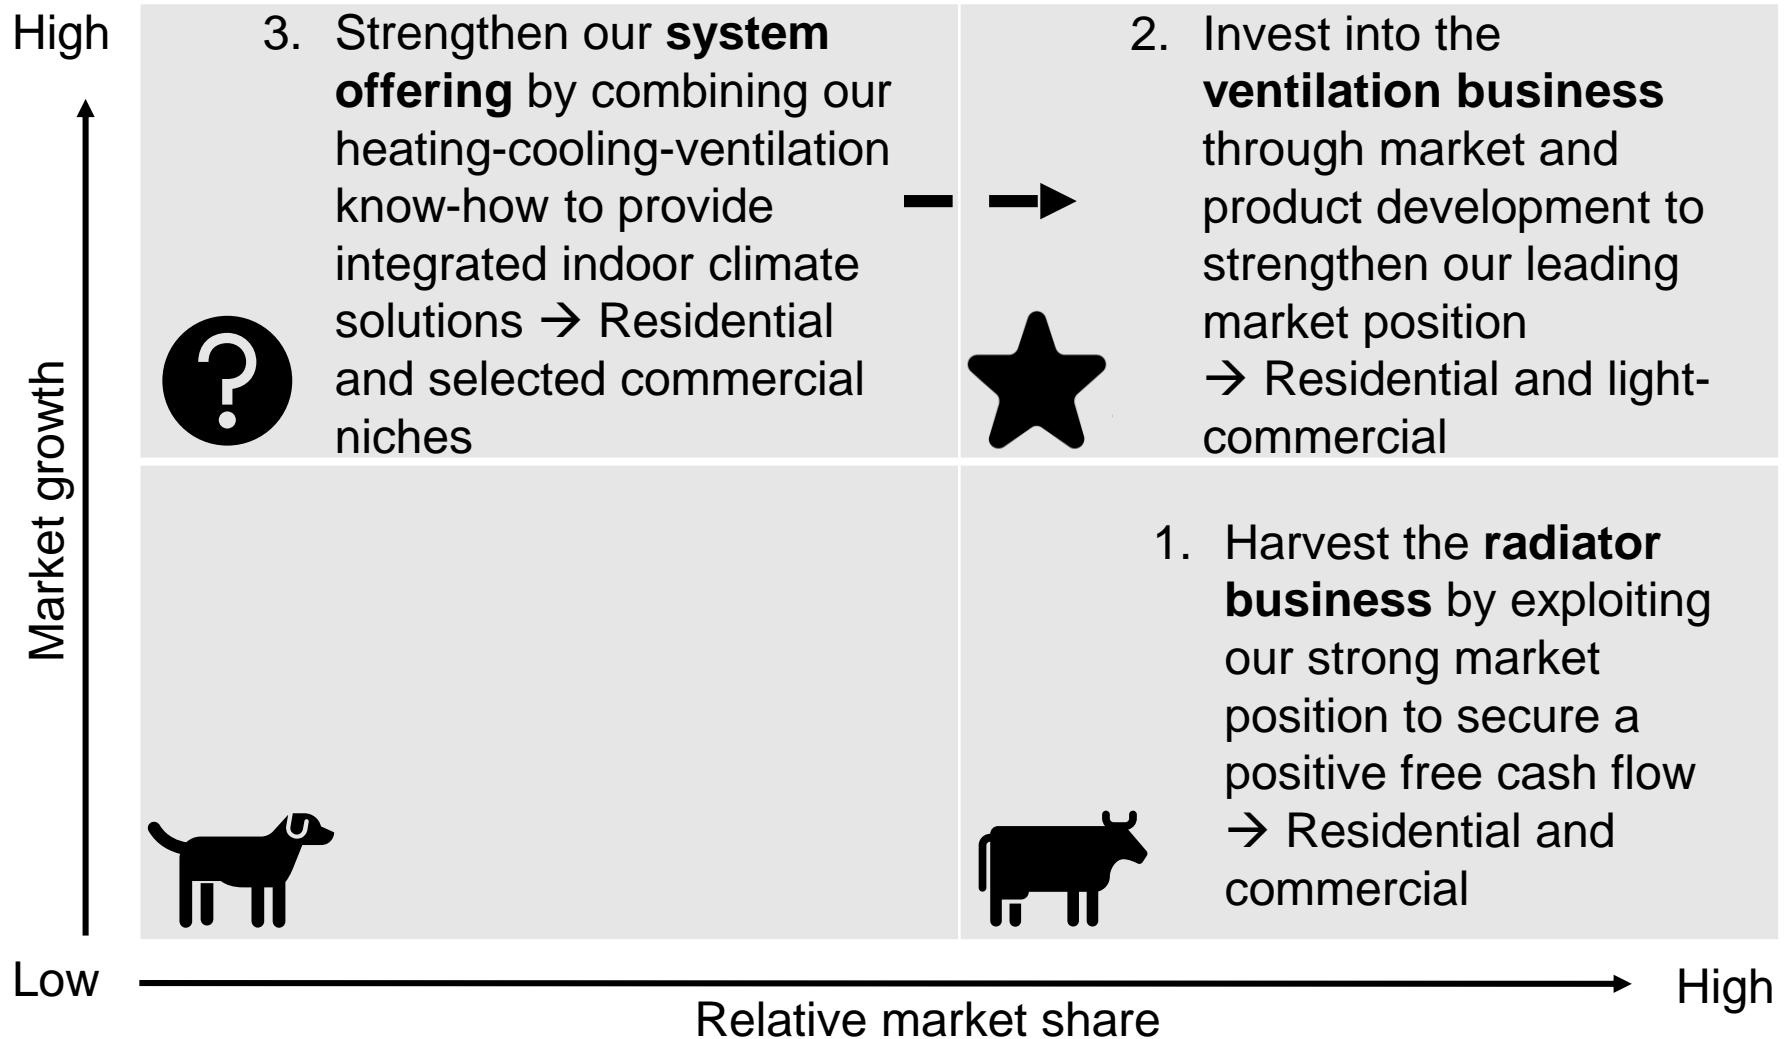 High
3. Strengthen our system
offering by combining our
heating-cooling-ventilation
know-how to provide
integrated indoor climate
solutions → Residential
and selected commercial
niches
2. Invest into the
ventilation business
through market and
product development to
strengthen our leading
market position
→ Residential and light-
commercial
Market growth
1. Harvest the radiator
business by exploiting
our strong market
position to secure a
positive free cash flow
→ Residential and
commercial
Low
Relative market share
High